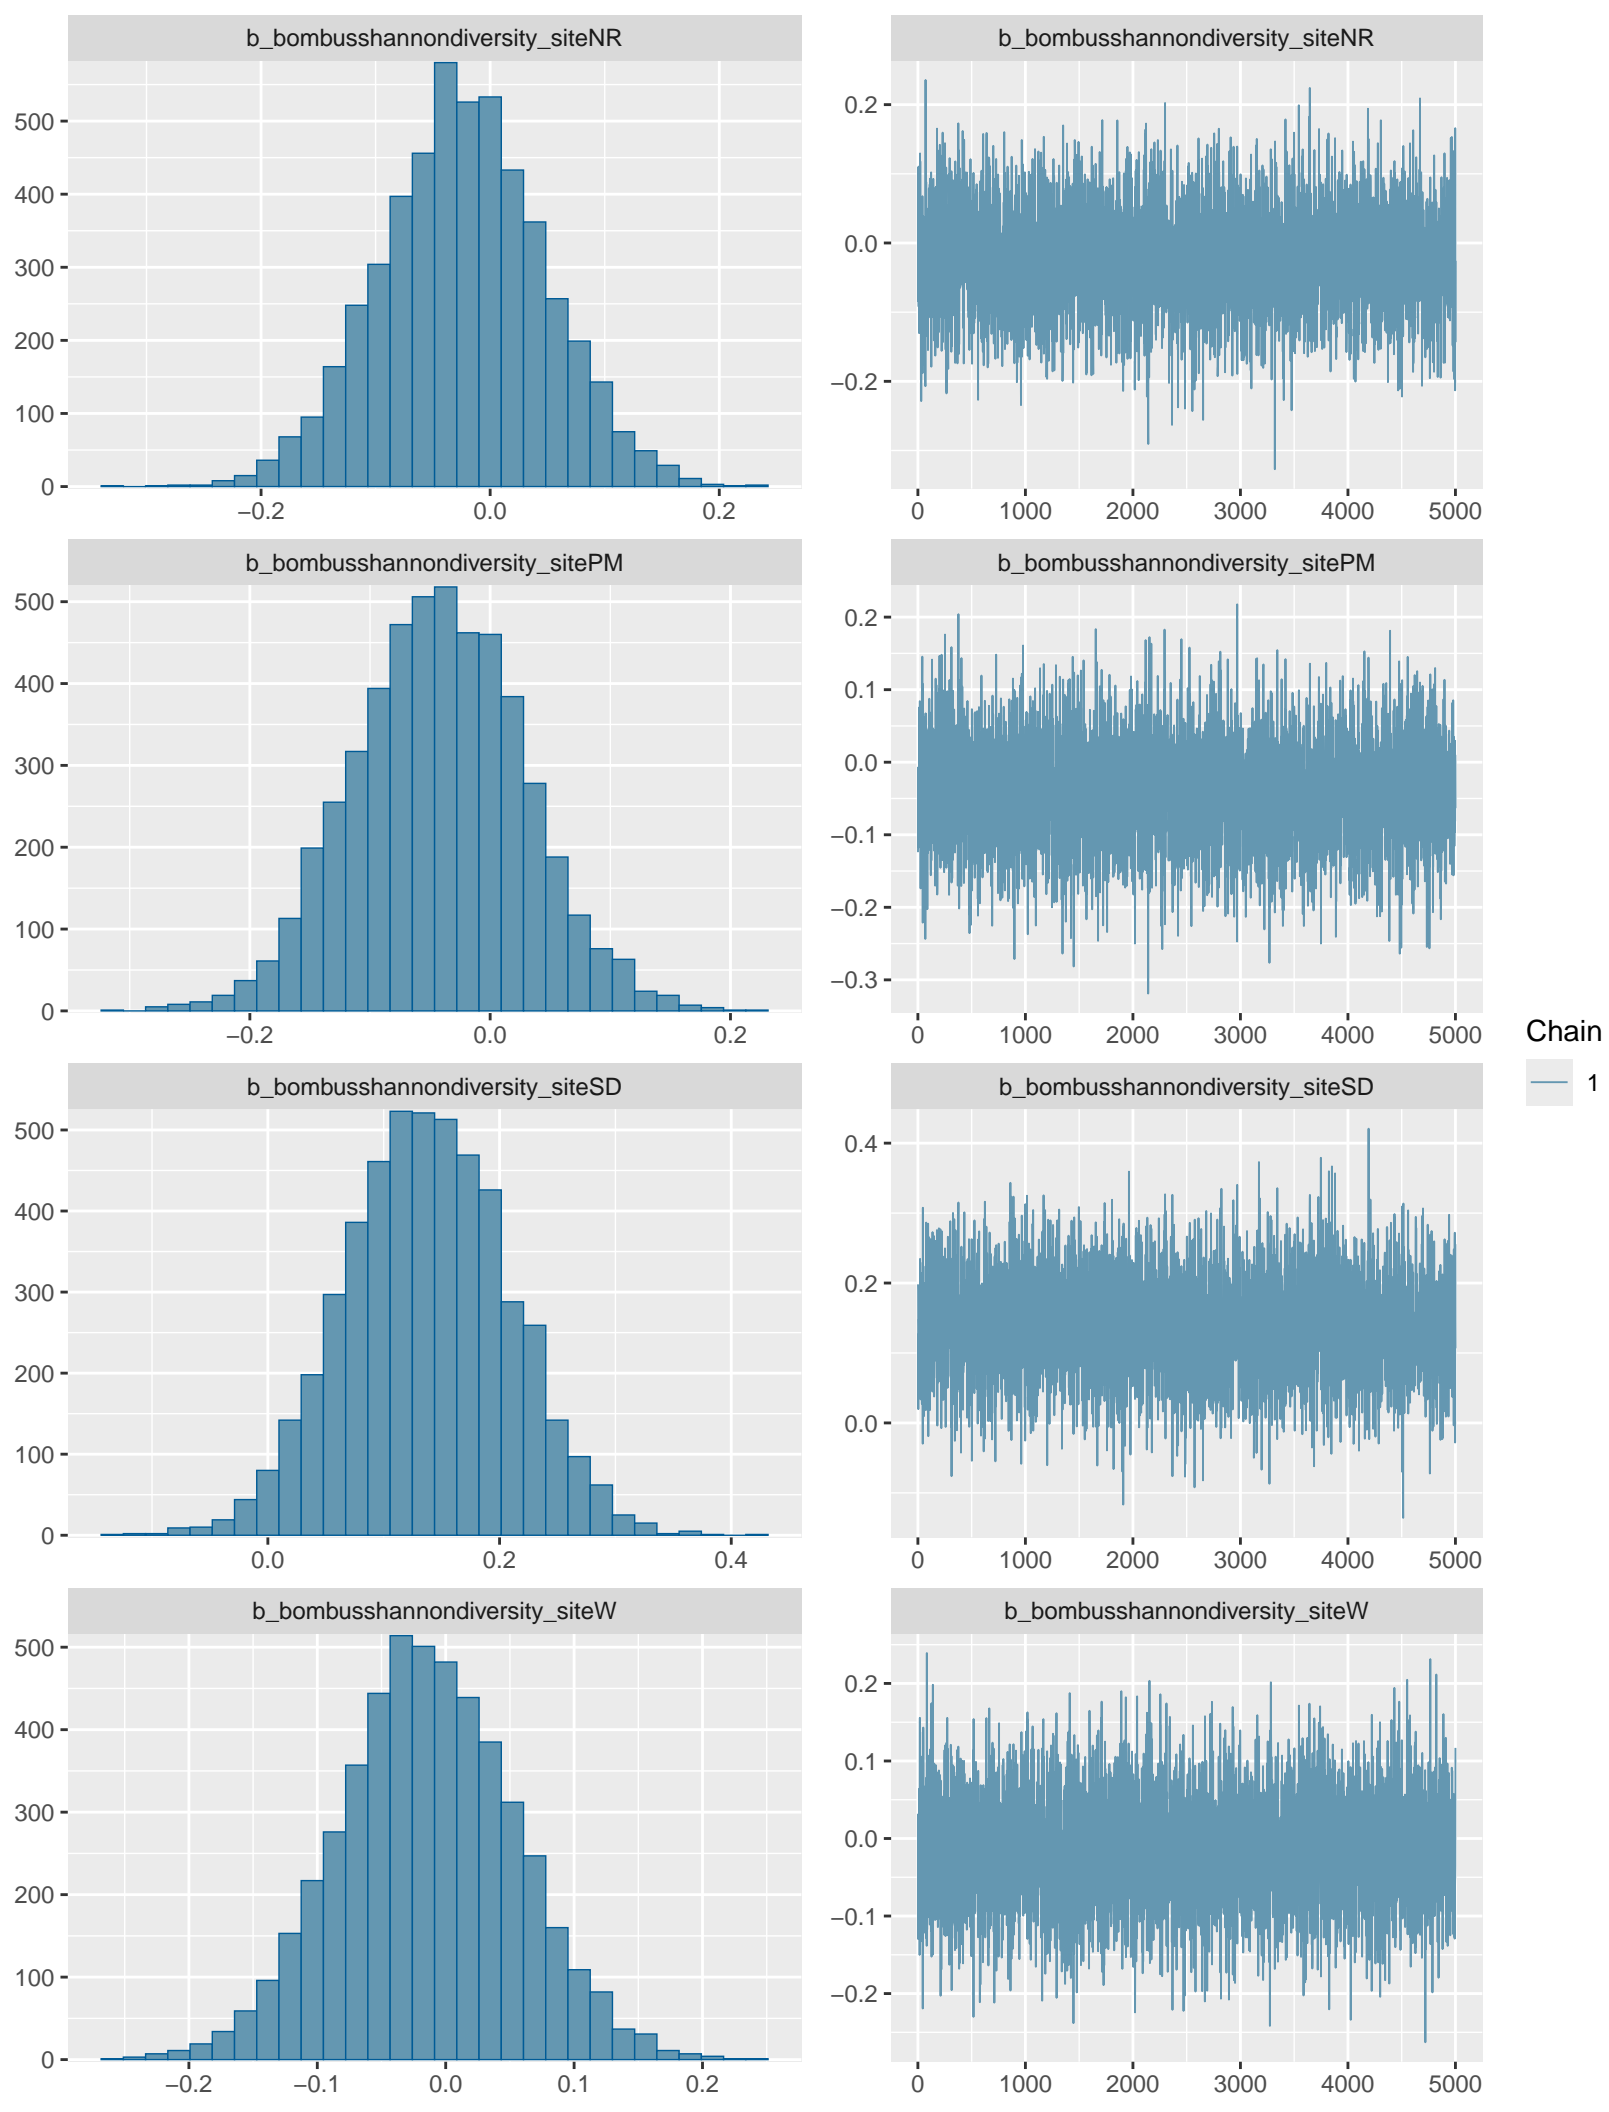 b_bombusshannondiversity_siteNR
b_bombusshannondiversity_siteNR
500
400
300
200
100
0
−0.2 0.0 0.2
0.2
0.0
−0.2
0 1000 2000 3000 4000 5000
b_bombusshannondiversity_sitePM
b_bombusshannondiversity_sitePM
500
400
300
200
100
0
−0.2 0.0 0.2
0.2
0.1
0.0
−0.1
−0.2
−0.3
0 1000 2000 3000 4000 5000
Chain
1
b_bombusshannondiversity_siteSD
b_bombusshannondiversity_siteSD
500
400
300
200
100
0
0.0 0.2 0.4
0.4
0.2
0.0
0 1000 2000 3000 4000 5000
b_bombusshannondiversity_siteW
b_bombusshannondiversity_siteW
500
400
300
200
100
0
−0.2 −0.1 0.0 0.1 0.2
0.2
0.1
0.0
−0.1
−0.2
0 1000 2000 3000 4000 5000